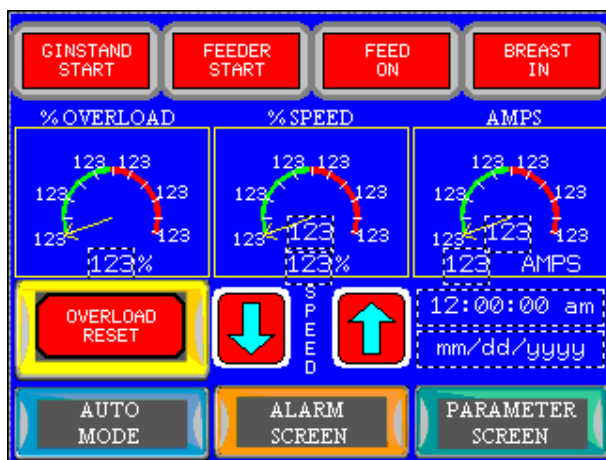 GINSTAND START
FEEDER START
FEED ON
BREAST IN
% OVERLOAD
% SPEED
AMPS
123 123
123 123
123 123
123%
123 123
123 123
123 123
123
123%
123 123
123 123
123 123
123
123 AMPS
OVERLOAD RESET
SPEED
12:00:00 am
mm/dd/yyyy
AUTO MODE
ALARM SCREEN
PARAMETER SCREEN